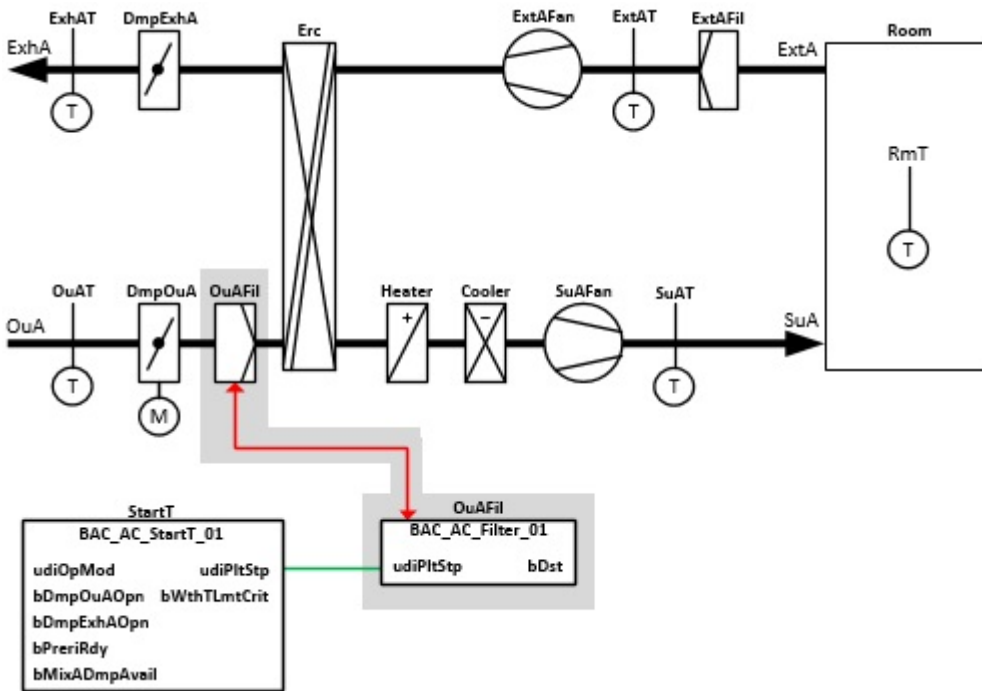 ExhAT DmpExhA Erc ExtAFan ExtAT ExtAFil Room
ExhA ExtA
T T
RmT
T
OuAT DmpOuA OuAFil Heater Cooler SuAFan SuAT
OuA + − SuA
T T
M
StartT OuAFil
BAC_AC_StartT_01 BAC_AC_Filter_01
udiOpMod udiPltStp udiPltStp bDst
bDmpOuAOpn bWthTLmtCrit
bDmpExhAOpn
bPreriRdy
bMixADmpAvail